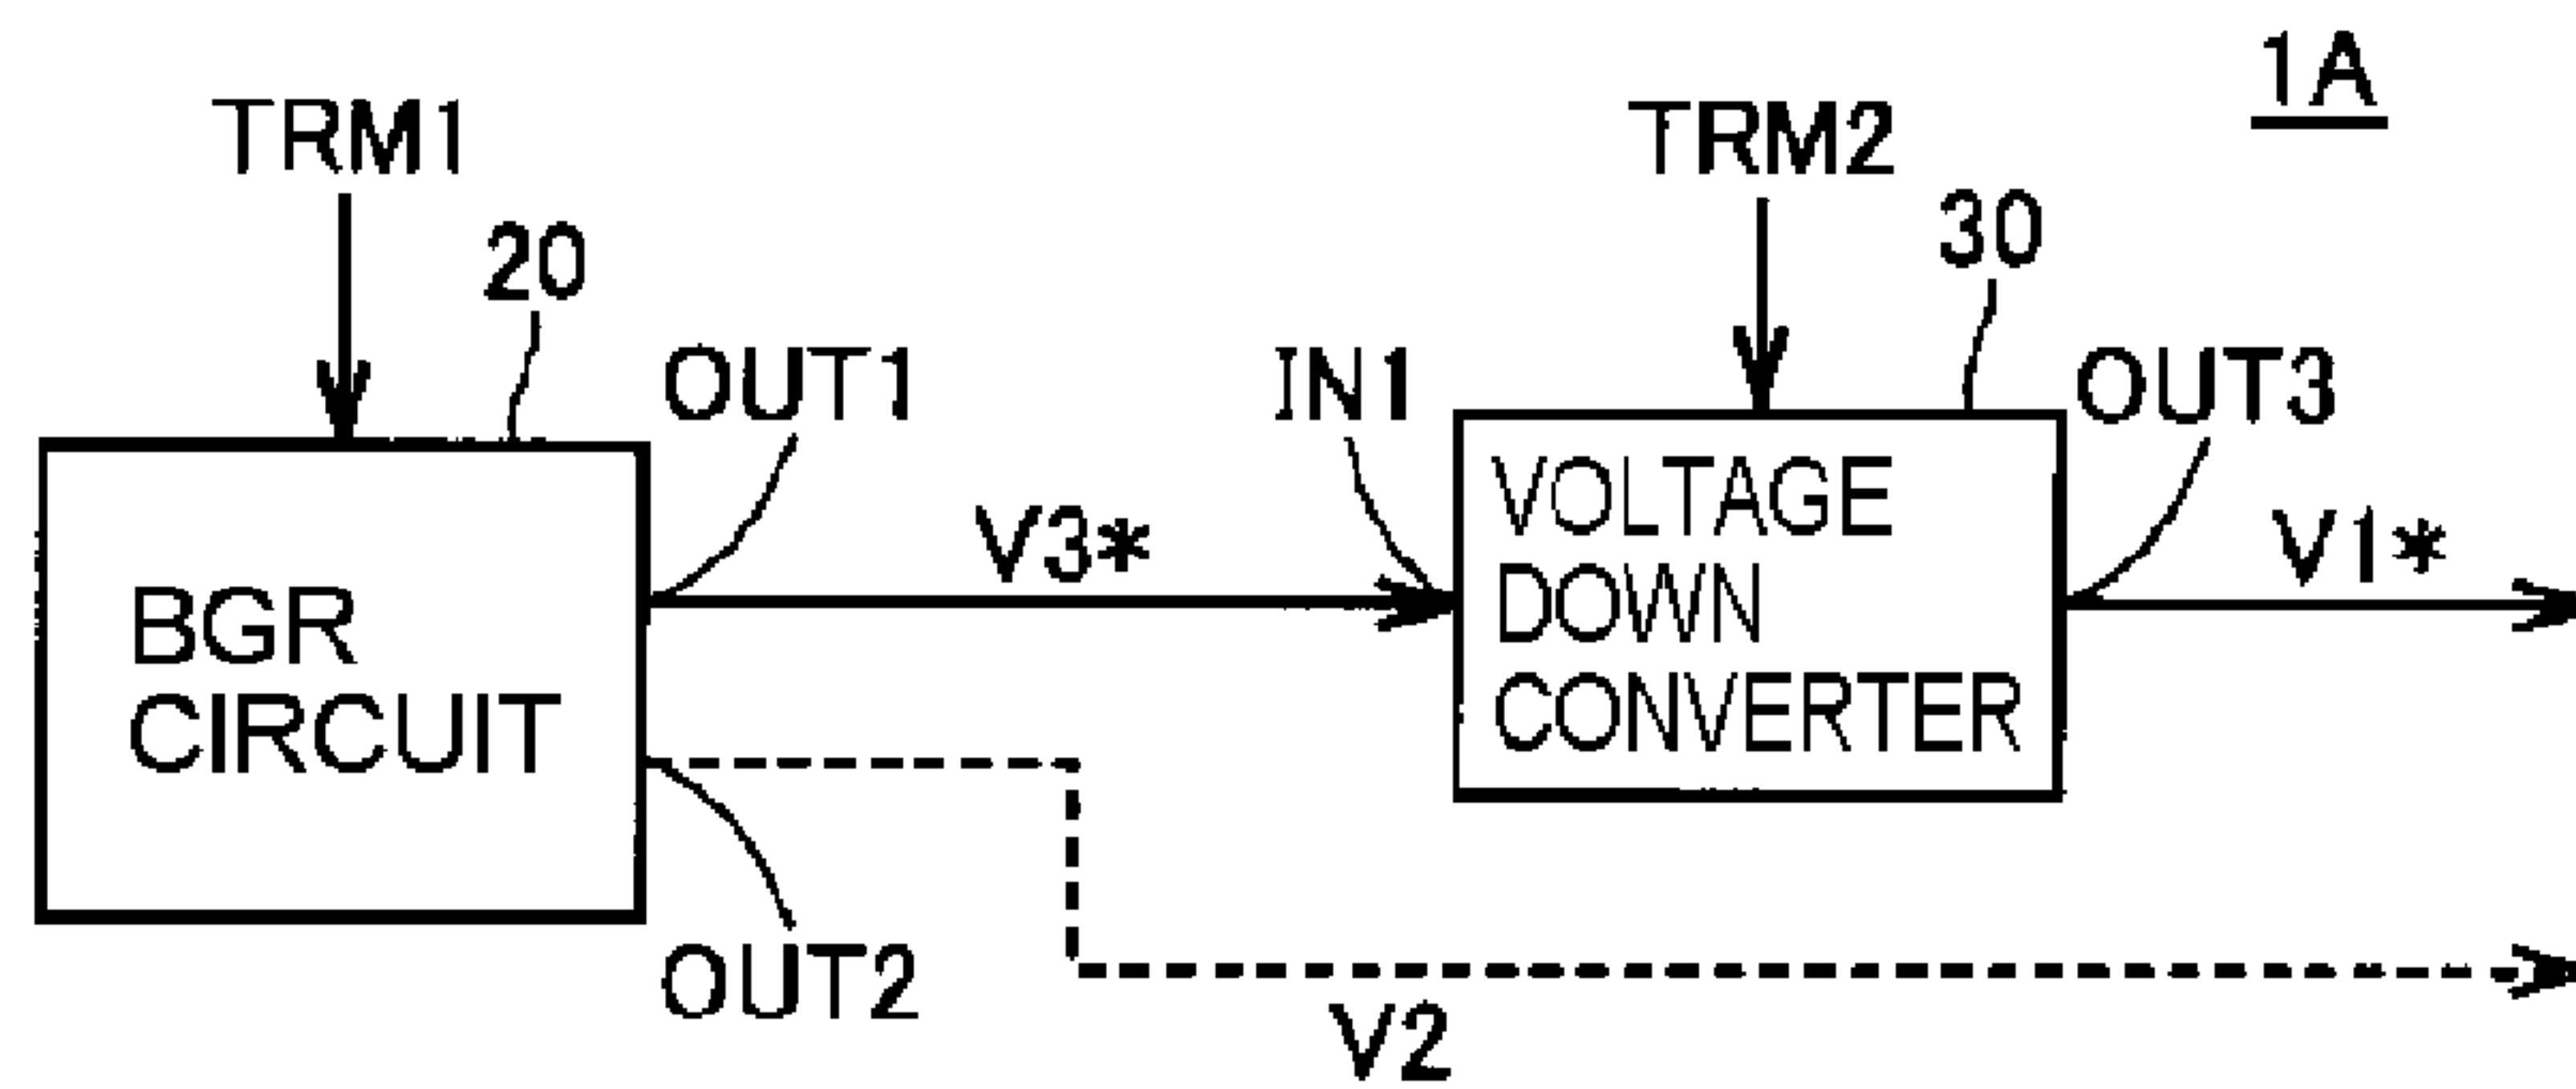 1A
TRM1
TRM2
20
30
OUT1
IN1
OUT3
V3*
V1*
BGR
CIRCUIT
VOLTAGE
DOWN
CONVERTER
OUT2
V2